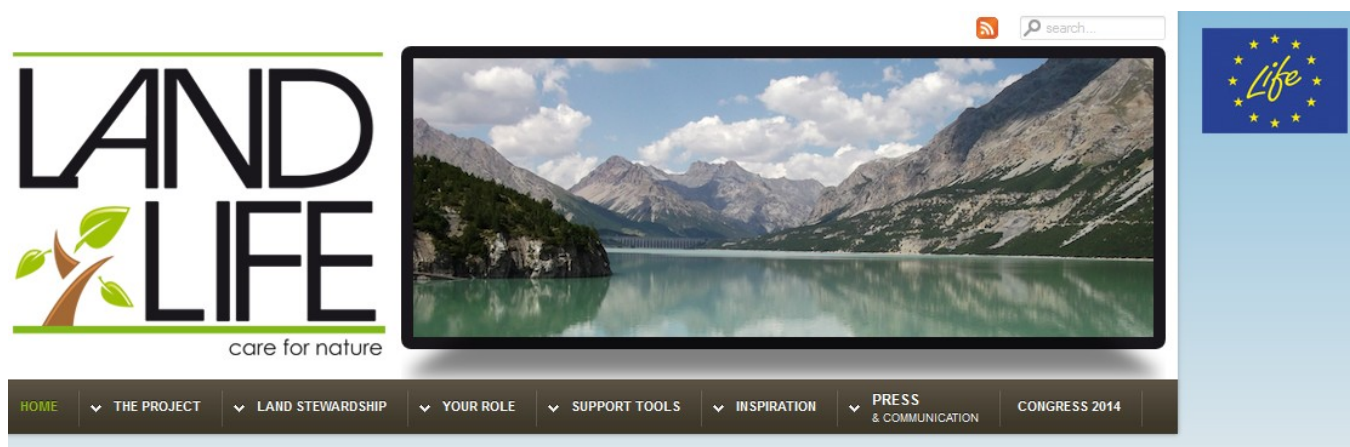 search...
LAND
LIFE
care for nature
Life
HOME
THE PROJECT
LAND STEWARDSHIP
YOUR ROLE
SUPPORT TOOLS
INSPIRATION
PRESS
& COMMUNICATION
CONGRESS 2014